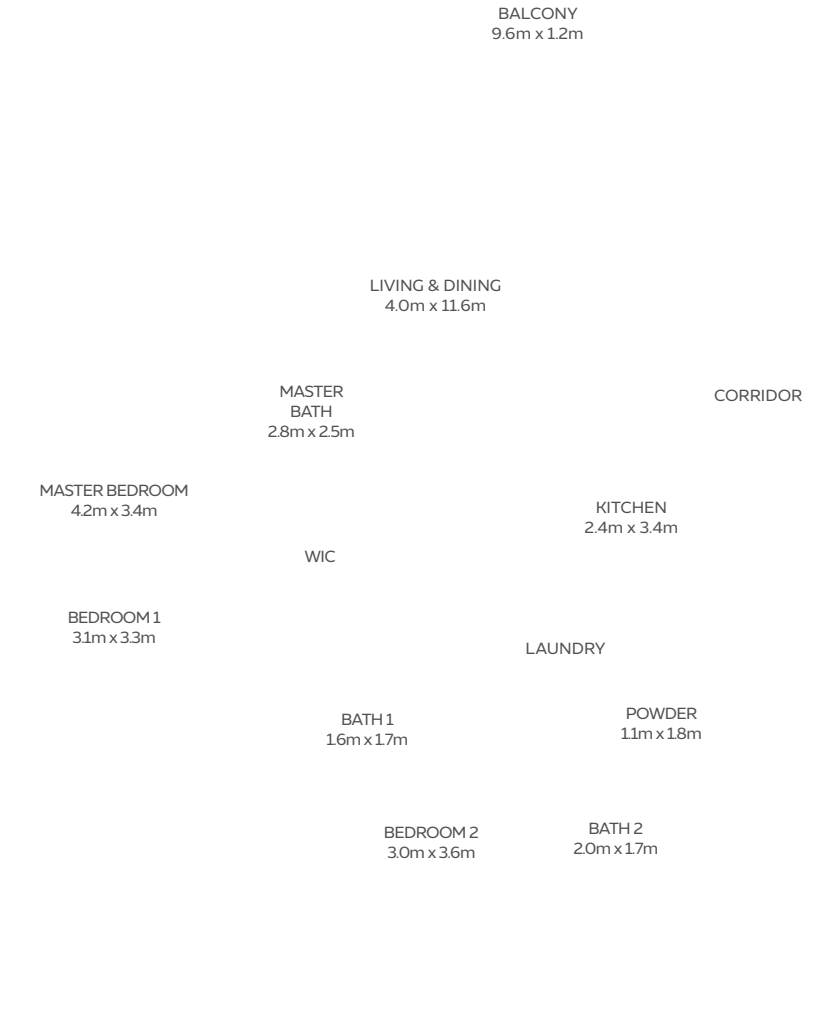 BALCONY
9.6m x 1.2m
LIVING & DINING
4.0m x 11.6m
MASTER
BATH
2.8m x 2.5m
CORRIDOR
MASTER BEDROOM
4.2m x 3.4m
KITCHEN
2.4m x 3.4m
WIC
BEDROOM 1
3.1m x 3.3m
LAUNDRY
BATH 1
1.6m x 1.7m
POWDER
1.1m x 1.8m
BEDROOM 2
3.0m x 3.6m
BATH 2
2.0m x 1.7m